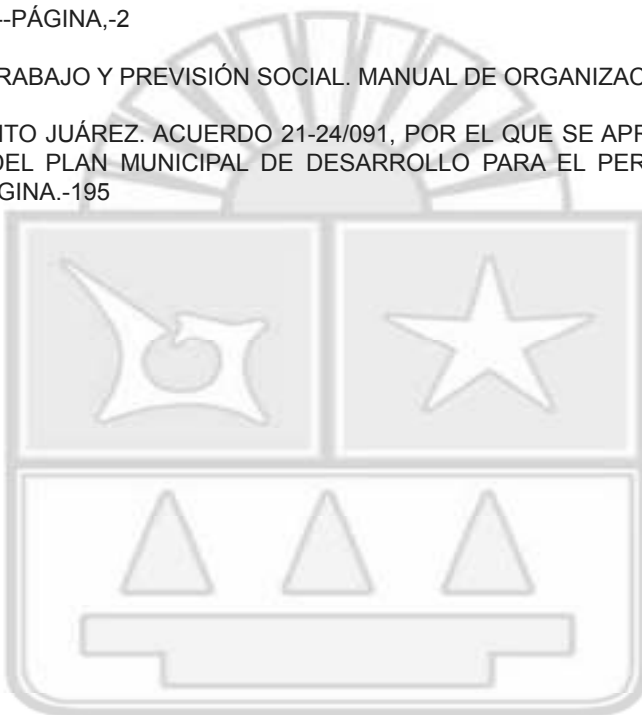 --PÁGINA,-2
RABAJO Y PREVISIÓN SOCIAL. MANUAL DE ORGANIZAC
ITO JUÁREZ. ACUERDO 21-24/091, POR EL QUE SE APR
DEL PLAN MUNICIPAL DE DESARROLLO PARA EL PER
GINA.-195